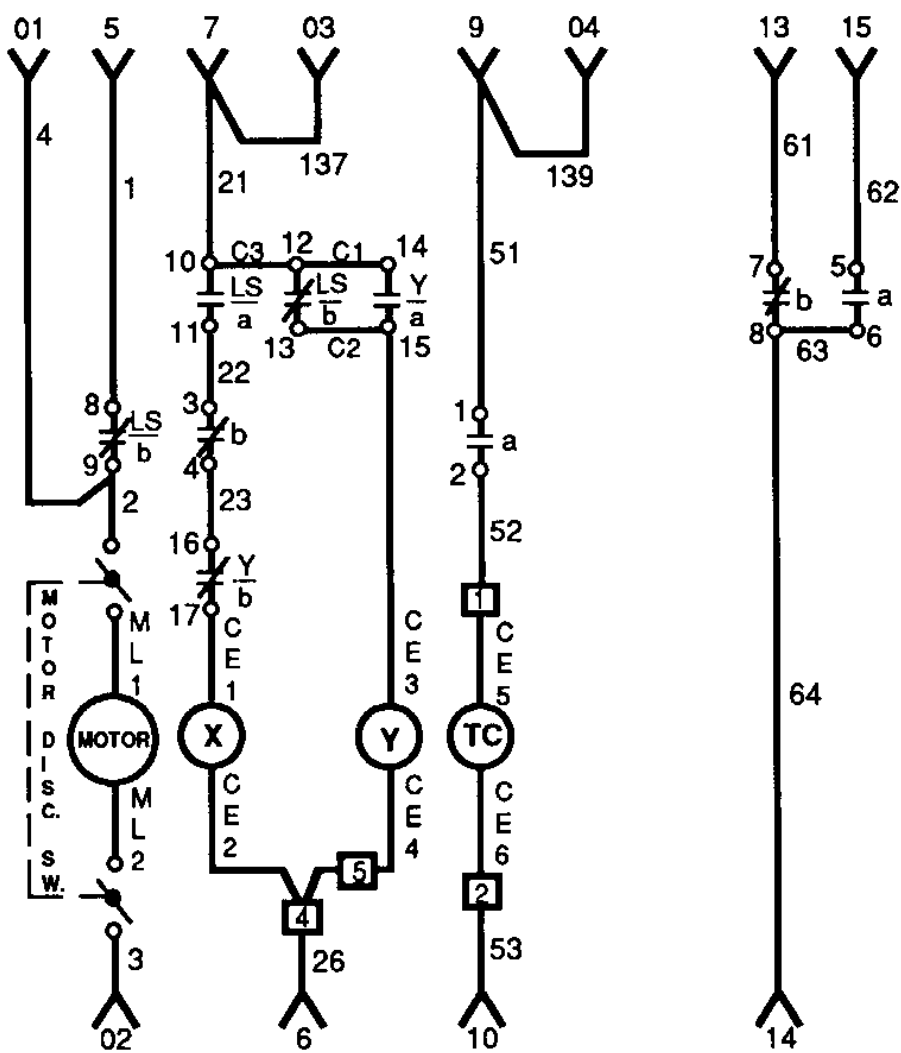 01 5 7 03 9 04 13 15
4
137
61
139
1
21
62
51
10 C3 12 C1 14
7 5
LS
a
LS
b
Y
a
b a
11 13 C2 15
8 63 6
22
8 3 1
LS
b
b
a
9 4 2
2 23
52
16
Y
b
1
17
MOTOR DISC. SW.
ML1
CE1
CE3
CE5
64
MOTOR X Y TC
ML2
CE2
CE4
CE6
5
2
4
3 26 53
02 6 10 14